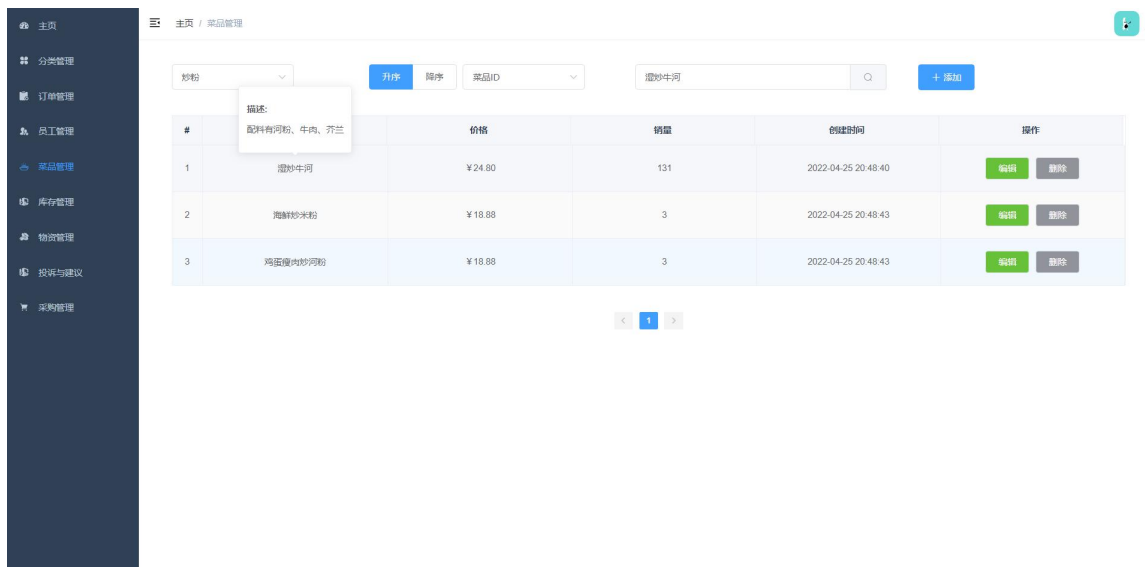 主页
分类管理
订单管理
员工管理
菜品管理
库存管理
物资管理
投诉与建议
采购管理
主页 / 菜品管理
炒粉 升序 降序 菜品ID 湿炒牛河 + 添加
描述:
配料有河粉、牛肉、芥兰
# 价格 销量 创建时间 操作
1 湿炒牛河 ¥24.80 131 2022-04-25 20:48:40 编辑 删除
2 海鲜炒米粉 ¥18.88 3 2022-04-25 20:48:43 编辑 删除
3 鸡蛋瘦肉炒河粉 ¥18.88 3 2022-04-25 20:48:43 编辑 删除
< 1 >